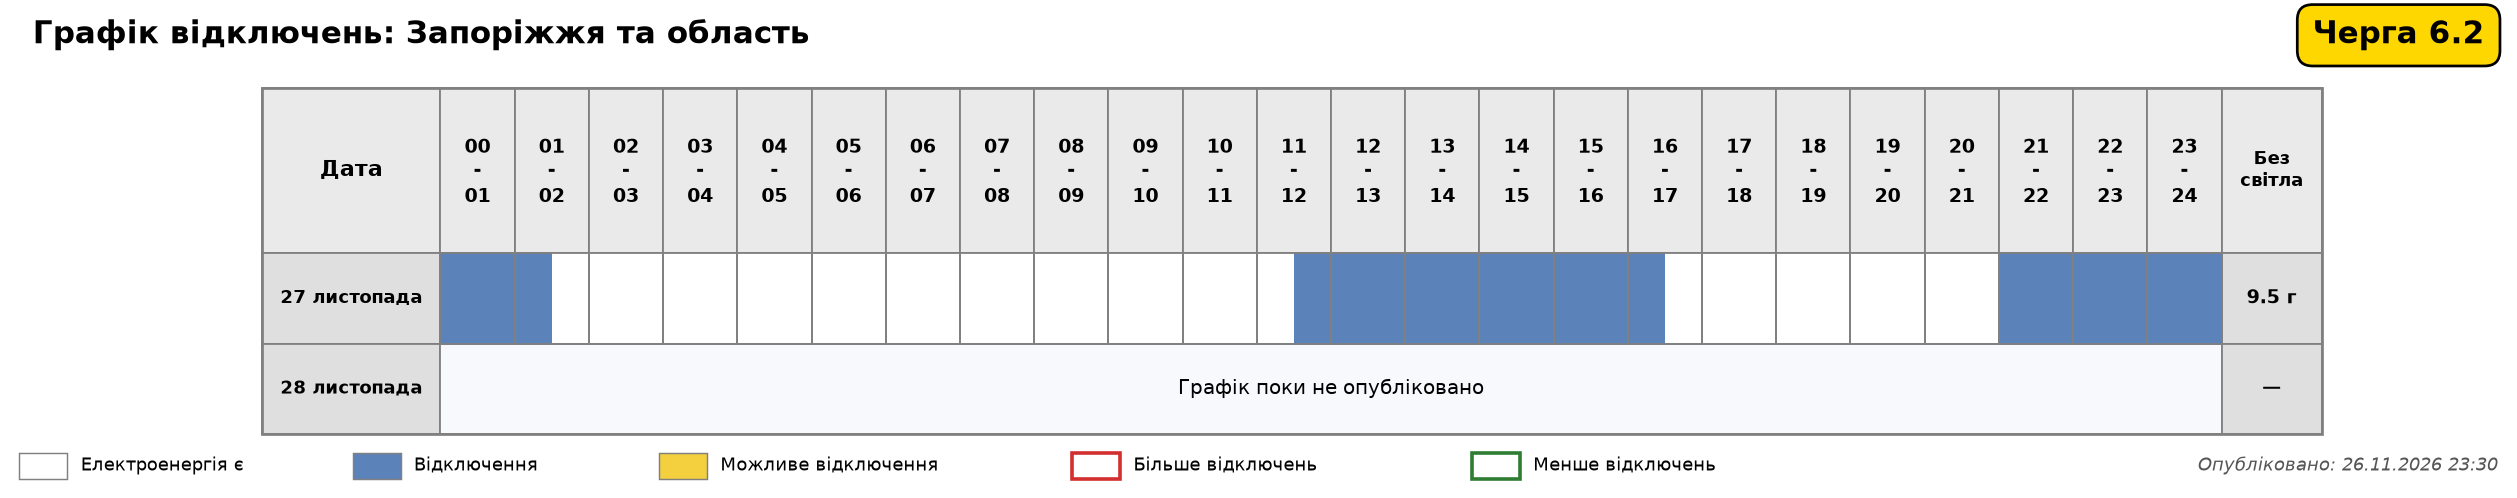 Графік відключень: Запоріжжя та область
Черга 6.2
Дата
00 - 01
01 - 02
02 - 03
03 - 04
04 - 05
05 - 06
06 - 07
07 - 08
08 - 09
09 - 10
10 - 11
11 - 12
12 - 13
13 - 14
14 - 15
15 - 16
16 - 17
17 - 18
18 - 19
19 - 20
20 - 21
21 - 22
22 - 23
23 - 24
Без
світла
27 листопада
9.5 г
28 листопада
Графік поки не опубліковано
—
Електроенергія є
Відключення
Можливе відключення
Більше відключень
Менше відключень
Опубліковано: 26.11.2026 23:30